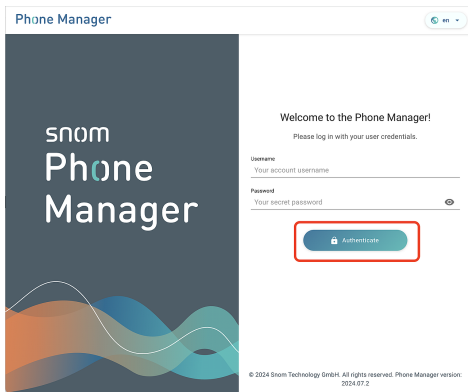 Phone Manager
en
snom
Phone
Manager
Welcome to the Phone Manager!
Please log in with your user credentials.
Username
Your account username
Password
Your secret password
Authenticate
© 2024 Snom Technology GmbH. All rights reserved. Phone Manager version:
2024.07.2